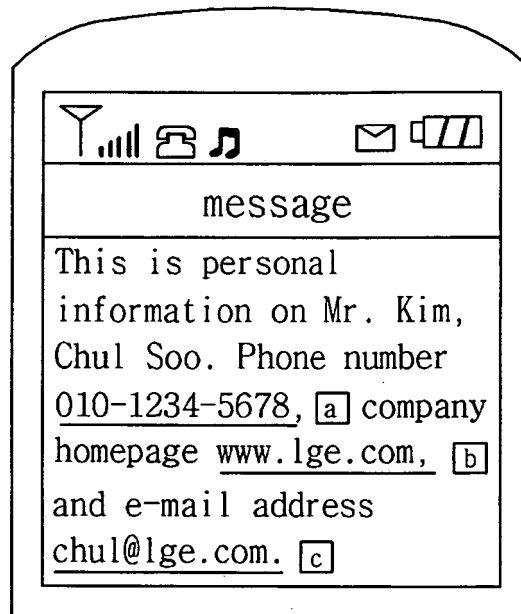 message
This is personal
information on Mr. Kim,
Chul Soo. Phone number
010-1234-5678, a company
homepage www.lge.com, b
and e-mail address
chul@lge.com. c